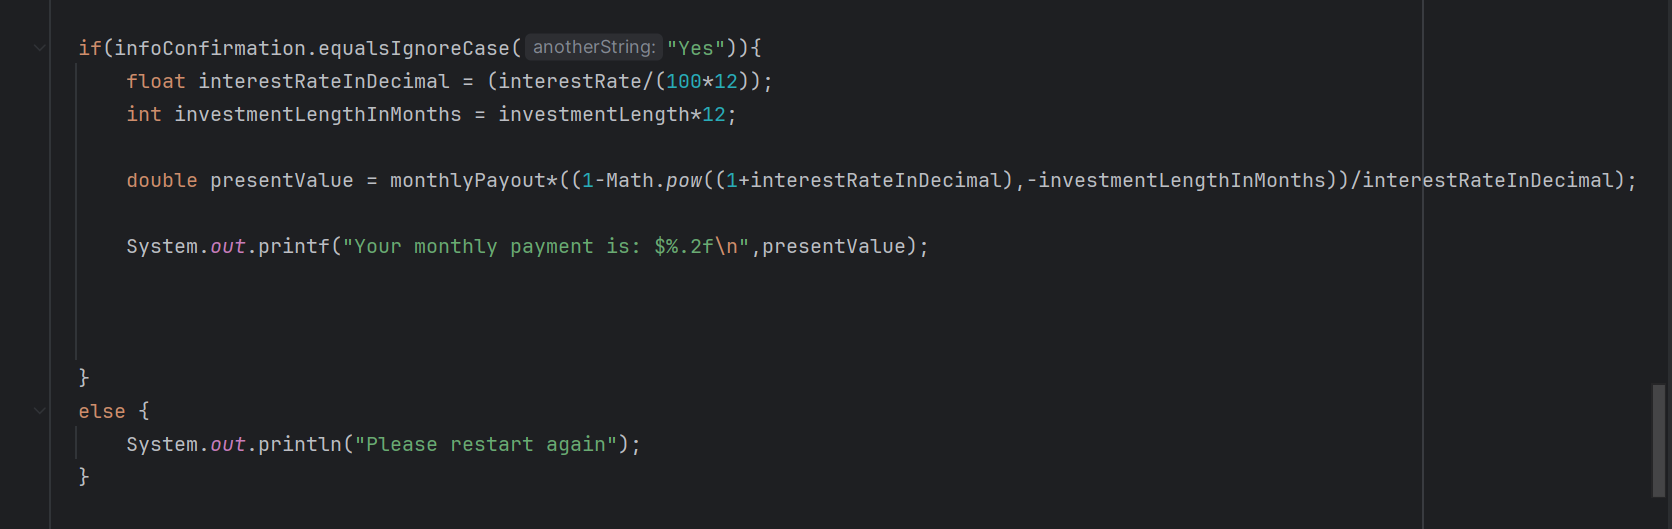 if(infoConfirmation.equalsIgnoreCase( anotherString: "Yes")){
float interestRateInDecimal = (interestRate/(100*12));
int investmentLengthInMonths = investmentLength*12;
double presentValue = monthlyPayout*((1-Math.pow((1+interestRateInDecimal),-investmentLengthInMonths))/interestRateInDecimal);
System.out.printf("Your monthly payment is: $%.2f\n",presentValue);
}
else {
System.out.println("Please restart again");
}